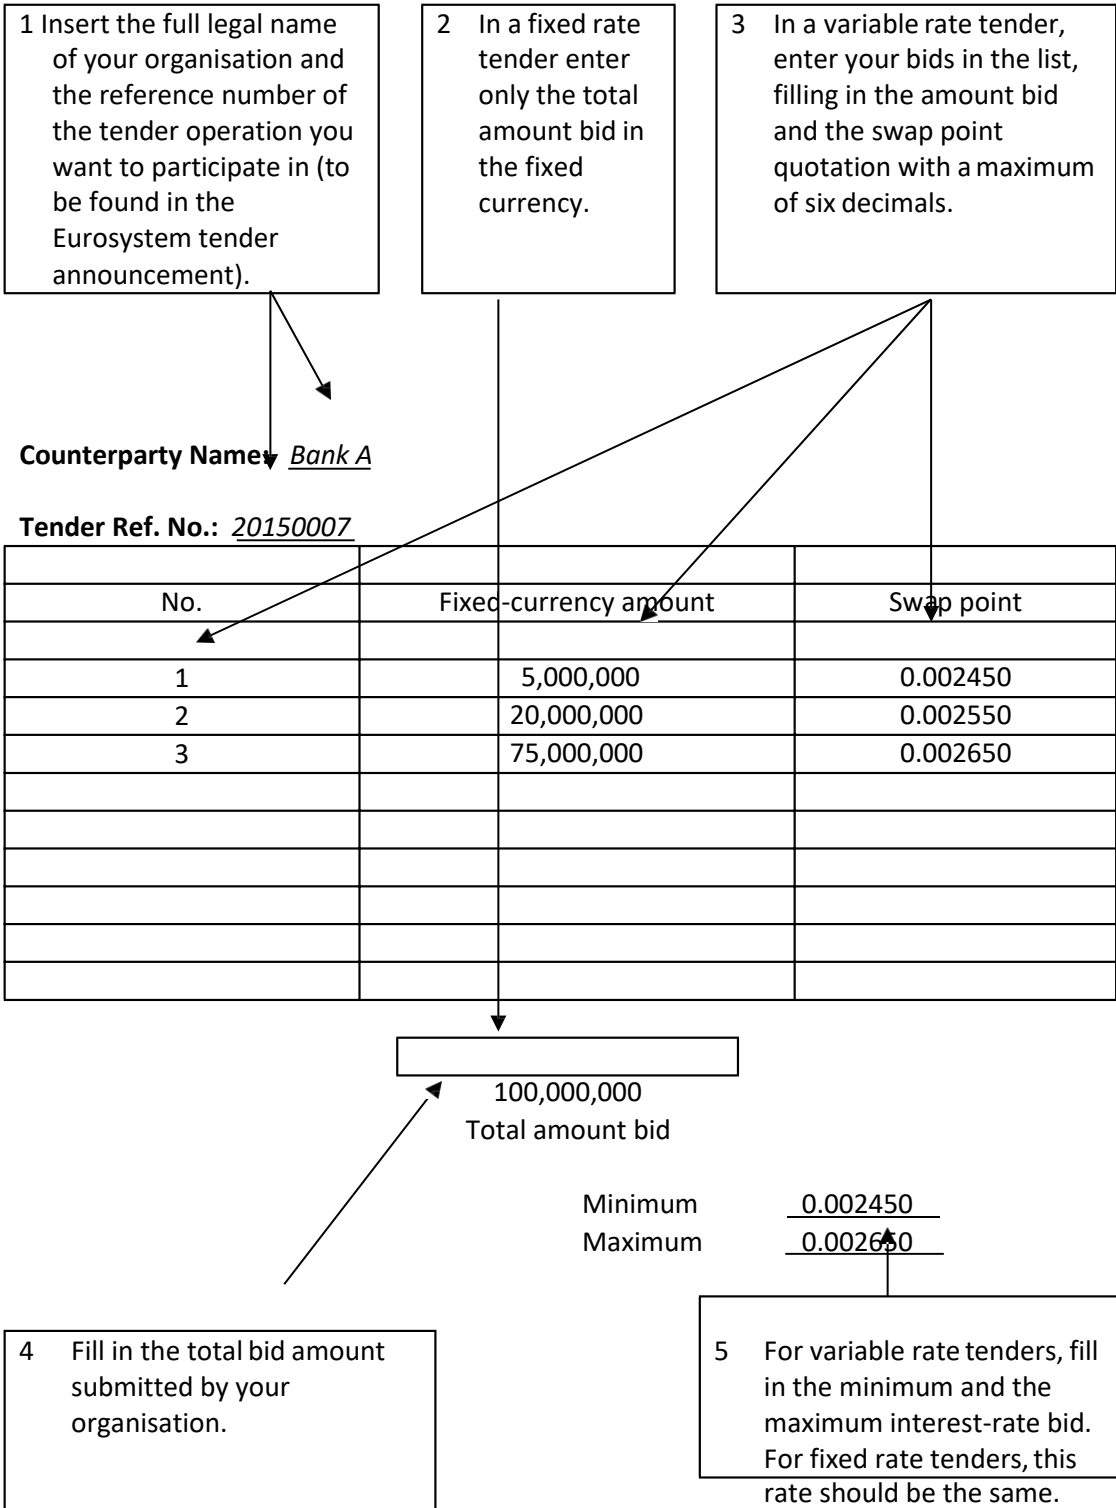 1 Insert the full legal name
of your organisation and
the reference number of
the tender operation you
want to participate in (to
be found in the
Eurosystem tender
announcement).
2 In a fixed rate
tender enter
only the total
amount bid in
the fixed
currency.
3 In a variable rate tender,
enter your bids in the list,
filling in the amount bid
and the swap point
quotation with a maximum
of six decimals.
Counterparty Name: Bank A
Tender Ref. No.: 20150007
No. Fixed-currency amount Swap point
1 5,000,000 0.002450
2 20,000,000 0.002550
3 75,000,000 0.002650
100,000,000
Total amount bid
Minimum 0.002450
Maximum 0.002650
4 Fill in the total bid amount
submitted by your
organisation.
5 For variable rate tenders, fill
in the minimum and the
maximum interest-rate bid.
For fixed rate tenders, this
rate should be the same.